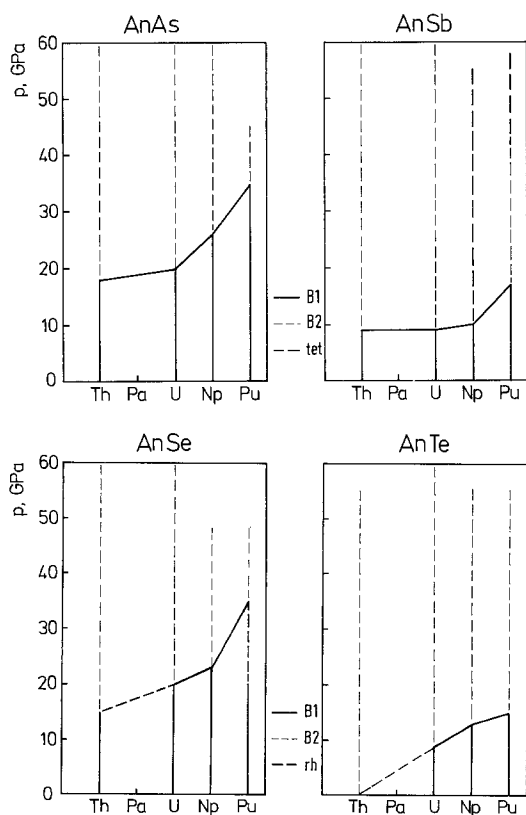 AnAs
AnSb
p, GPa
60
50
40
30
20
10
0
Th Pa U Np Pu
Th Pa U Np Pu
B1
B2
tet
AnSe
AnTe
p, GPa
60
50
40
30
20
10
0
Th Pa U Np Pu
Th Pa U Np Pu
B1
B2
rh